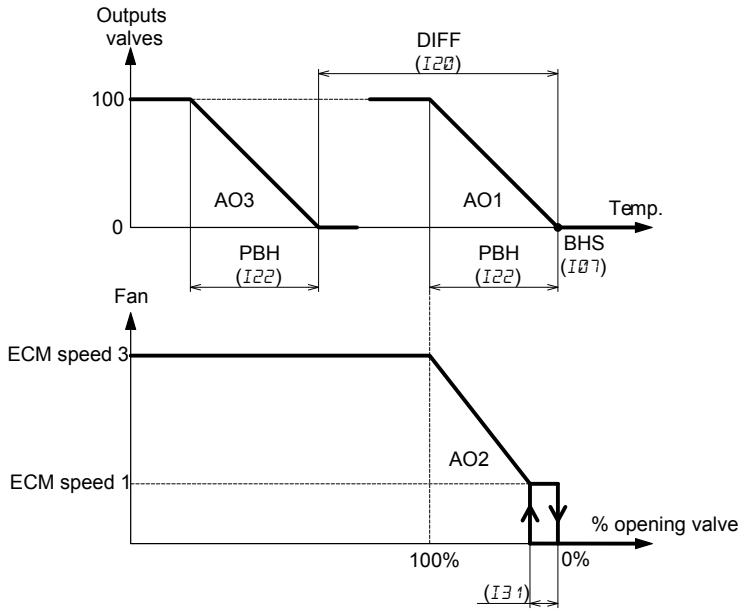 Outputs
valves
DIFF
(I20)
100
AO3
AO1
Temp.
0
PBH
(I22)
PBH
(I22)
BHS
(I07)
Fan
ECM speed 3
AO2
ECM speed 1
% opening valve
100%
0%
(I31)